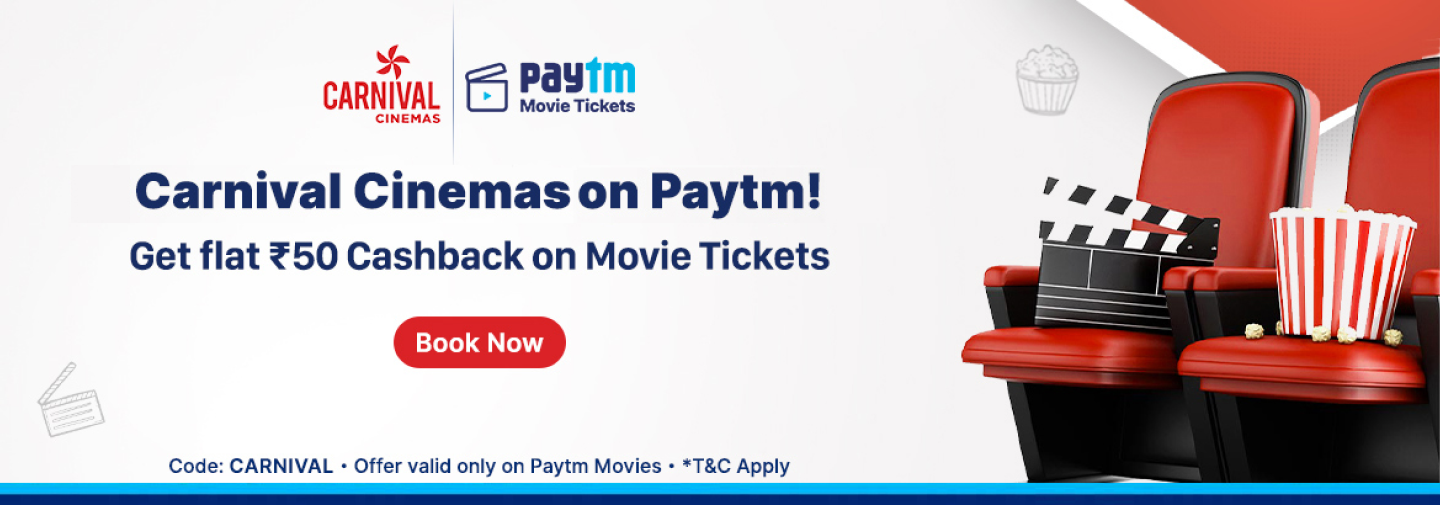 CARNIVAL
CINEMAS
paytm
Movie Tickets
Carnival Cinemas on Paytm!
Get flat ₹50 Cashback on Movie Tickets
Book Now
Code: CARNIVAL • Offer valid only on Paytm Movies • *T&C Apply